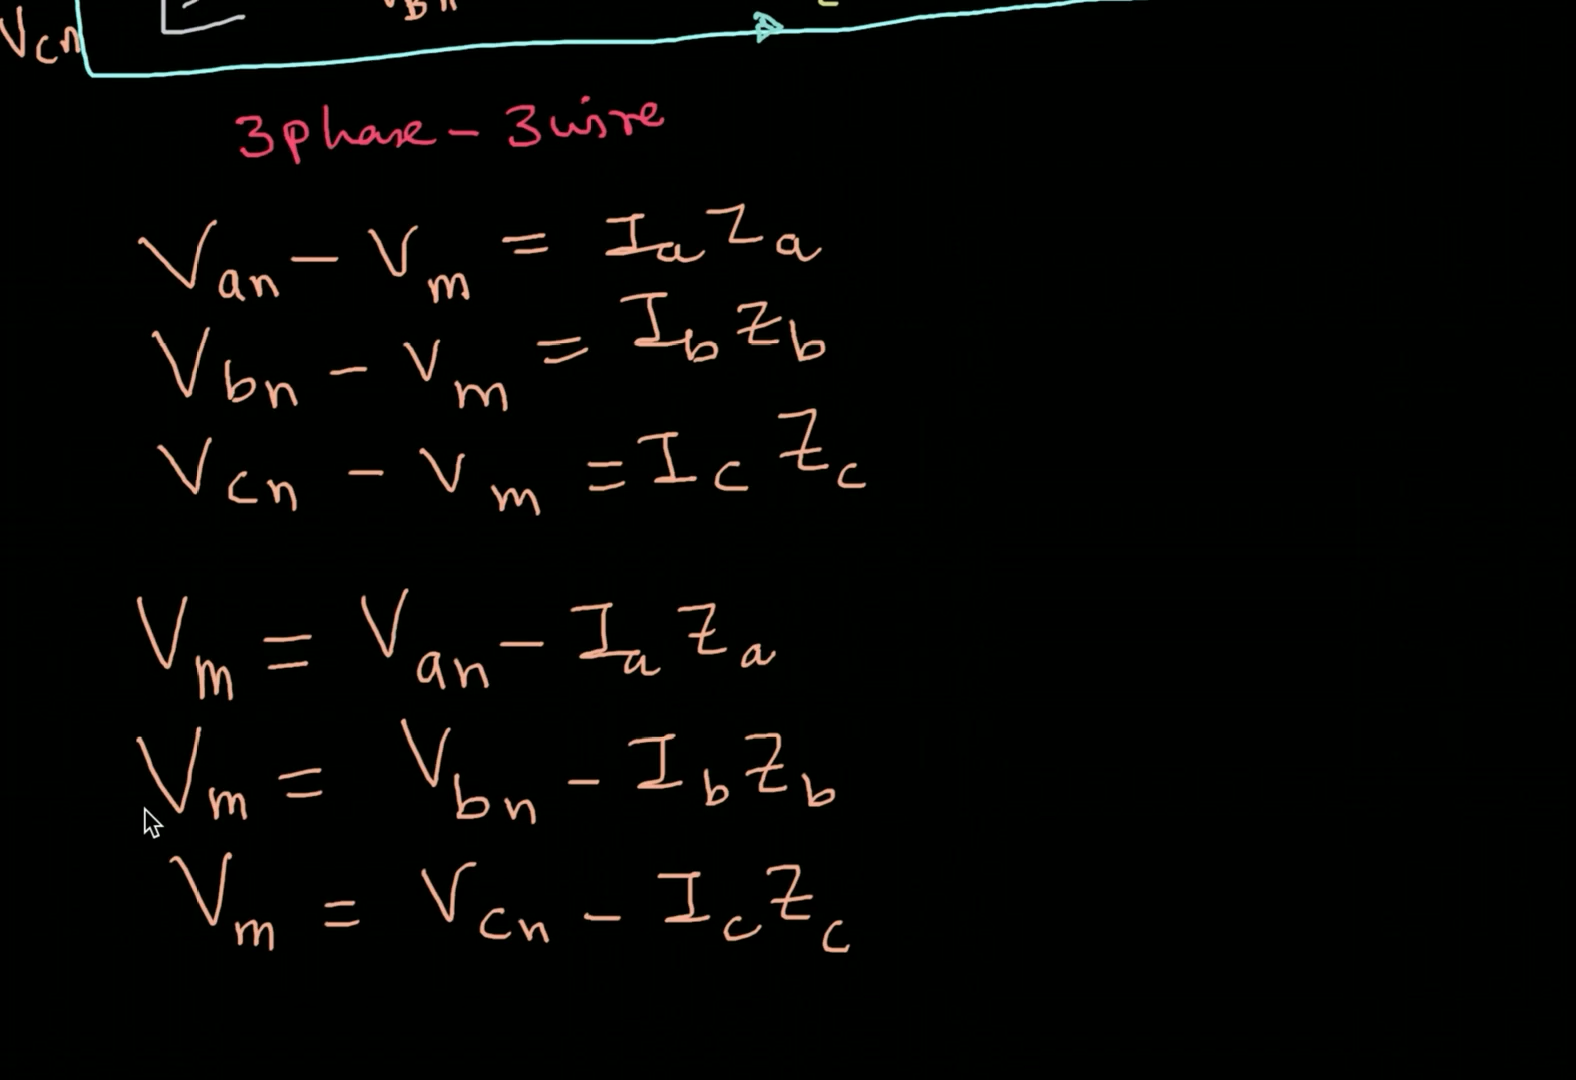 VBn
Vcn
3phase - 3wire
Van - Vm = IaZa
Vbn - Vm = IbZb
Vcn - Vm = IcZc
Vm = Van - IaZa
Vm = Vbn - IbZb
Vm = Vcn - IcZc